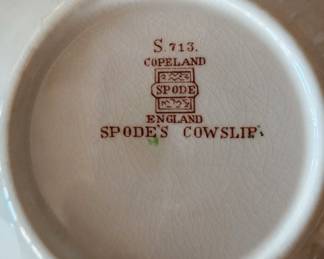 S.713.
COPELAND
SPODE
ENGLAND
SPODE'S COWSLIP.